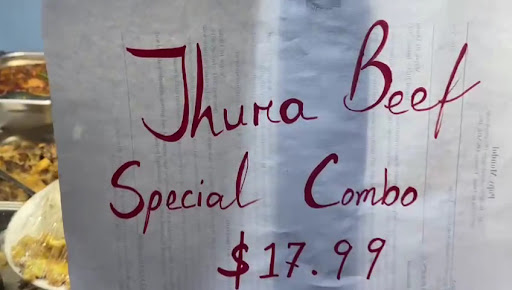 Jhura Beef
Special Combo
$17.99